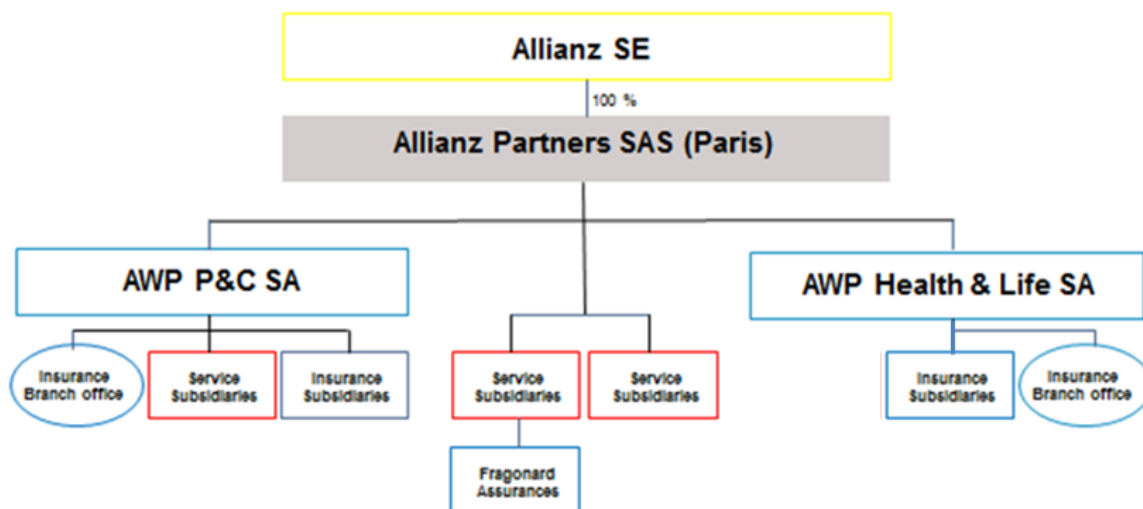 Allianz SE
100 %
Allianz Partners SAS (Paris)
AWP P&C SA
AWP Health & Life SA
Insurance
Branch office
Service
Subsidiaries
Insurance
Subsidiaries
Service
Subsidiaries
Service
Subsidiaries
Insurance
Subsidiaries
Insurance
Branch office
Fragonard
Assurances